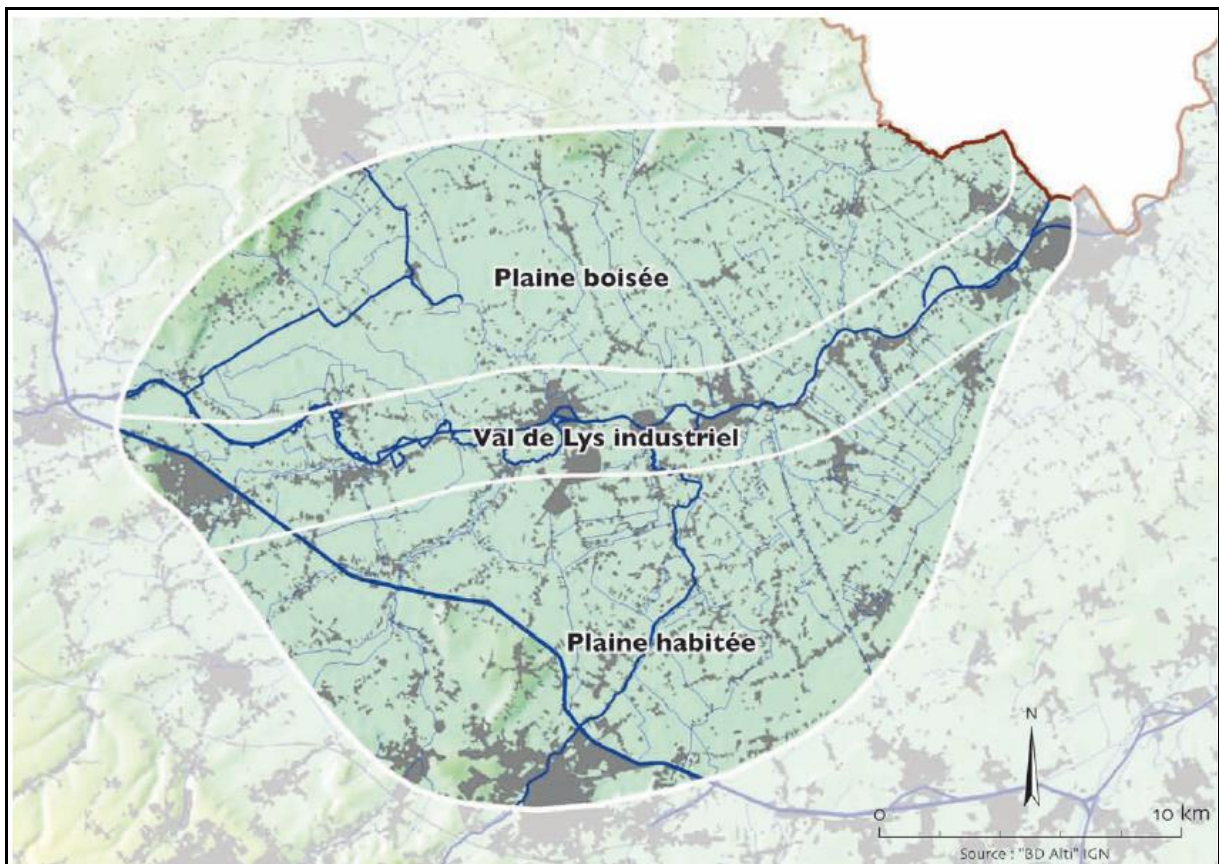 Plaine boisée
Val de Lys industriel
Plaine habitée
N
0 10 km
Source : "BD Alti" IGN